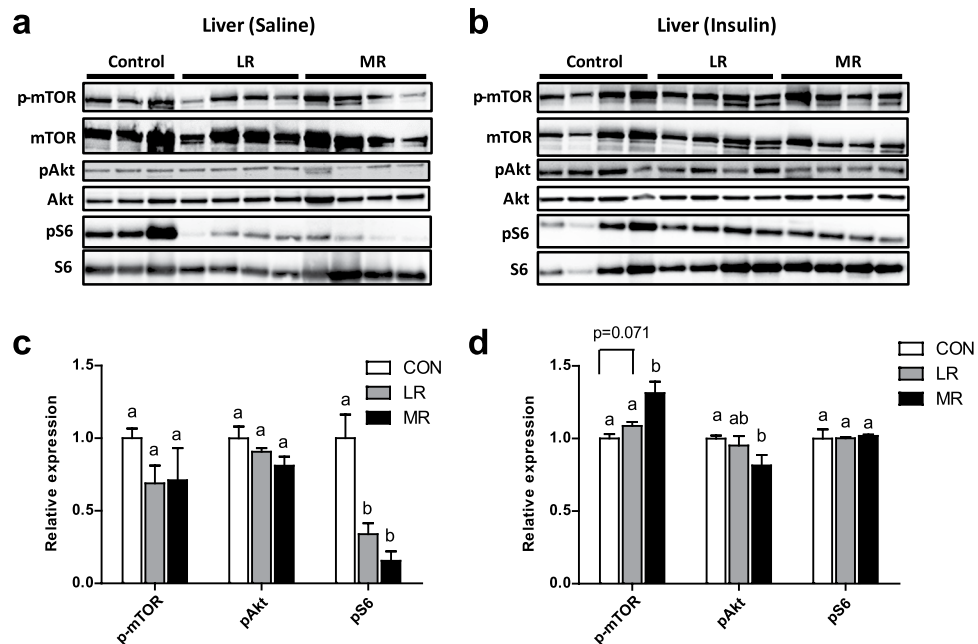 a
Liver (Saline)
Control LR MR
p-mTOR
mTOR
pAkt
Akt
pS6
S6
b
Liver (Insulin)
Control LR MR
p-mTOR
mTOR
pAkt
Akt
pS6
S6
c
CON
LR
MR
Relative expression
1.5
1.0
0.5
0.0
a a a
a a a
a b b
p-mTOR pAkt pS6
d
p=0.071
CON
LR
MR
Relative expression
1.5
1.0
0.5
0.0
a a b
a ab b
a a a
p-mTOR pAkt pS6